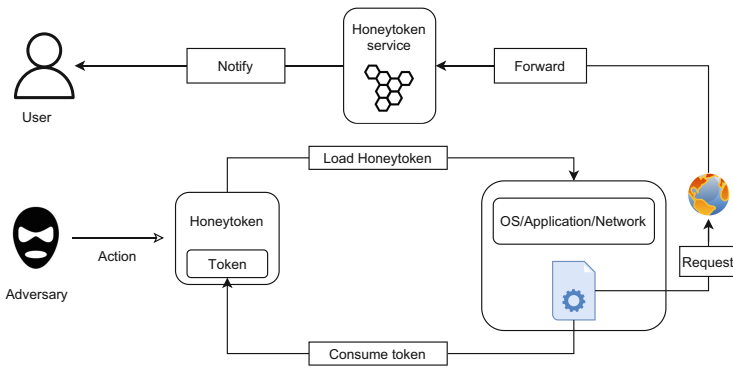 Honeytoken
service
Notify
Forward
User
Load Honeytoken
Honeytoken
OS/Application/Network
Token
Action
Request
Adversary
Consume token